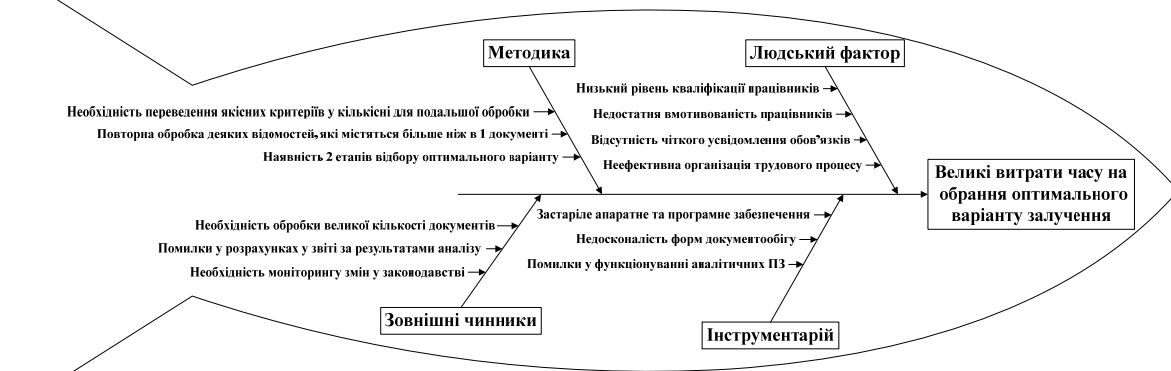 Методика
Людський фактор
Необхідність переведення якісних критеріїв у кількісні для подальшої обробки
Повторна обробка деяких відомостей, які містяться більше ніж в 1 документі
Наявність 2 етапів відбору оптимального варіанту
Низький рівень кваліфікації працівників
Недостатня вмотивованість працівників
Відсутність чіткого усвідомлення обов'язків
Неефективна організація трудового процесу
Великі витрати часу на
обрання оптимального
варіанту залучення
Необхідність обробки великої кількості документів
Помилки у розрахунках у звіті за результатами аналізу
Необхідність моніторингу змін у законодавстві
Застаріле апаратне та програмне забезпечення
Недосконалість форм документообігу
Помилки у функціонуванні аналітичних ПЗ
Зовнішні чинники
Інструментарій